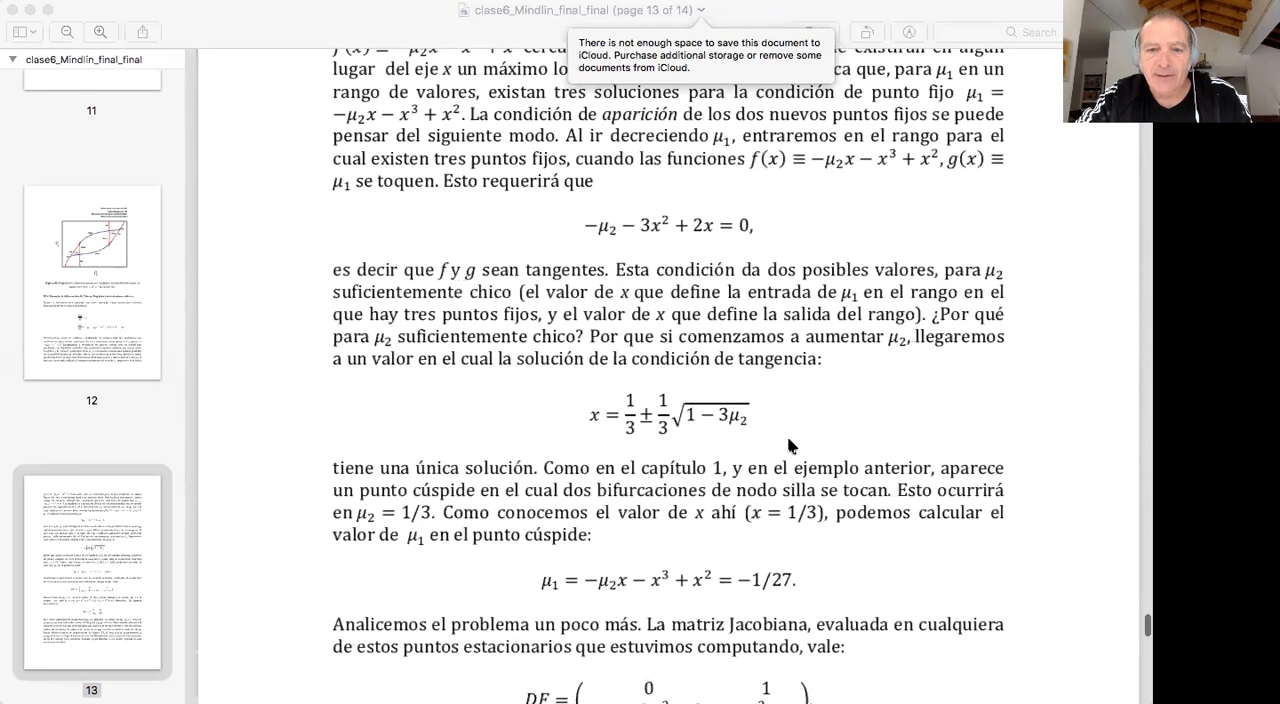 clase6_Mindlin_final_final (page 13 of 14)
Search
There is not enough space to save this document to
iCloud. Purchase additional storage or remove some
documents from iCloud.
clase6_Mindlin_final_final
11
12
13
lugar del eje x un máximo lo ca que, para μ₁ en un
rango de valores, existan tres soluciones para la condición de punto fijo μ₁ =
−μ₂x − x³ + x². La condición de aparición de los dos nuevos puntos fijos se puede
pensar del siguiente modo. Al ir decreciendo μ₁, entraremos en el rango para el
cual existen tres puntos fijos, cuando las funciones f(x) ≡ −μ₂x − x³ + x², g(x) ≡
μ₁ se toquen. Esto requerirá que
−μ₂ − 3x² + 2x = 0,
es decir que f y g sean tangentes. Esta condición da dos posibles valores, para μ₂
suficientemente chico (el valor de x que define la entrada de μ₁ en el rango en el
que hay tres puntos fijos, y el valor de x que define la salida del rango). ¿Por qué
para μ₂ suficientemente chico? Por que si comenzamos a aumentar μ₂, llegaremos
a un valor en el cual la solución de la condición de tangencia:
x = 1/3 ± 1/3 √(1 − 3μ₂)
tiene una única solución. Como en el capítulo 1, y en el ejemplo anterior, aparece
un punto cúspide en el cual dos bifurcaciones de nodo silla se tocan. Esto ocurrirá
en μ₂ = 1/3. Como conocemos el valor de x ahí (x = 1/3), podemos calcular el
valor de μ₁ en el punto cúspide:
μ₁ = −μ₂x − x³ + x² = −1/27.
Analicemos el problema un poco más. La matriz Jacobiana, evaluada en cualquiera
de estos puntos estacionarios que estuvimos computando, vale:
DF = ( 0 1 )